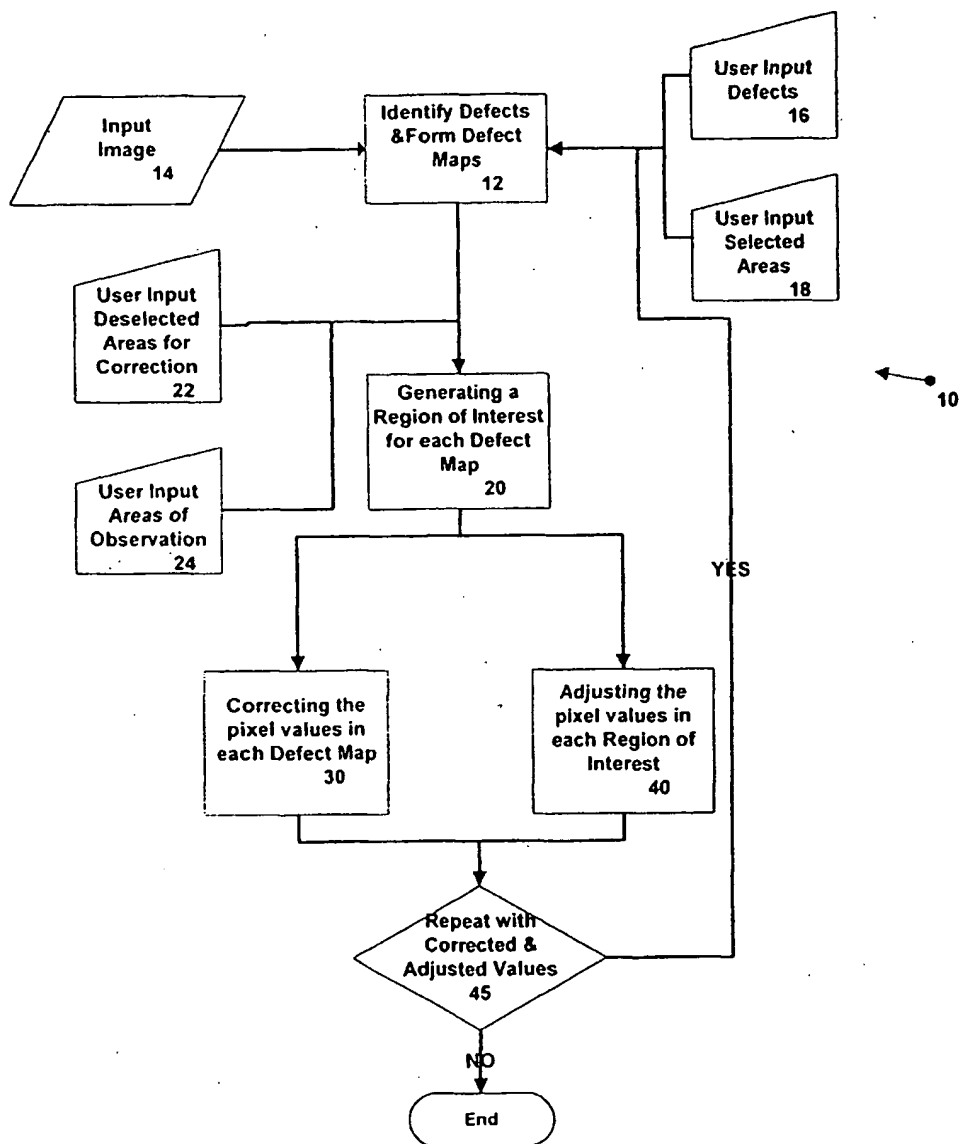 Input
Image
14
Identify Defects
&Form Defect
Maps
12
User Input
Defects
16
User Input
Selected
Areas
18
User Input
Deselected
Areas for
Correction
22
Generating a
Region of Interest
for each Defect
Map
20
10
User Input
Areas of
Observation
24
YES
Correcting the
pixel values in
each Defect Map
30
Adjusting the
pixel values in
each Region of
Interest
40
Repeat with
Corrected &
Adjusted Values
45
NO
End